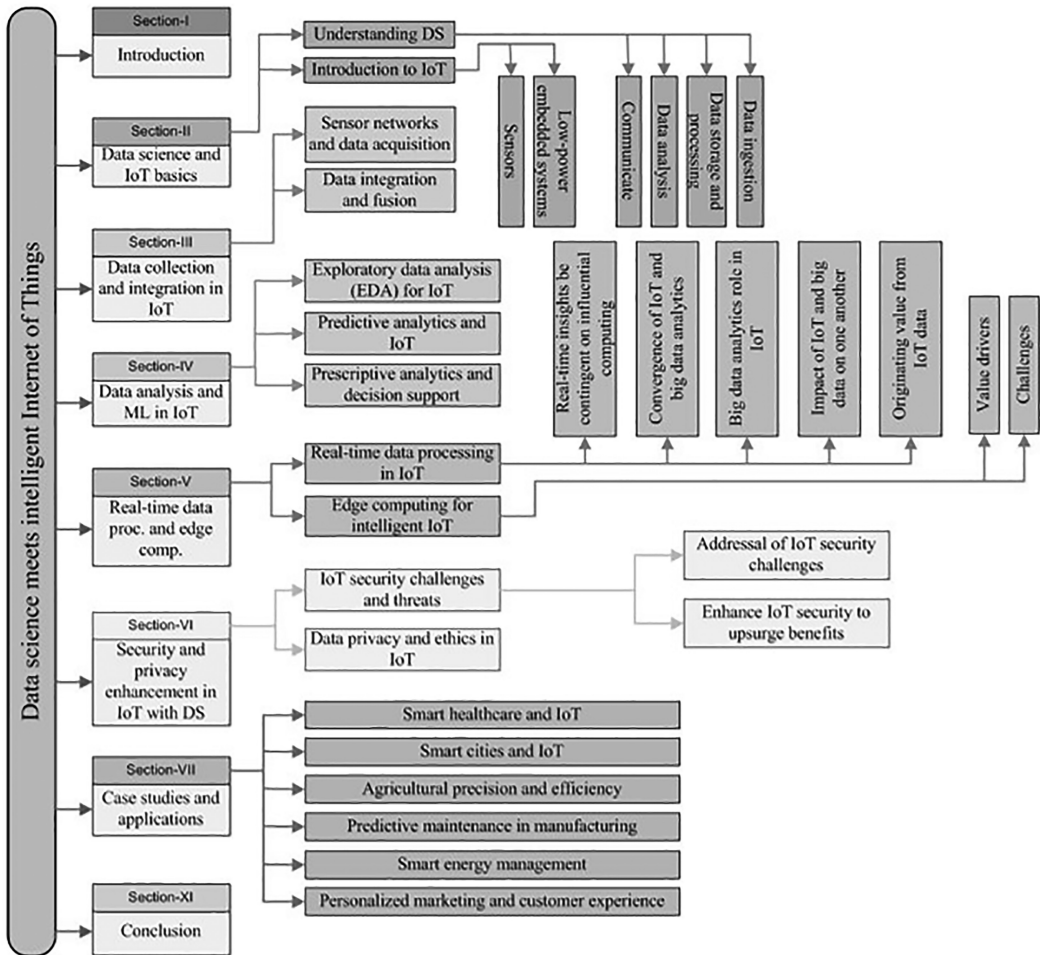 Data science meets intelligent Internet of Things
Section-I
Introduction
Section-II
Data science and
IoT basics
Understanding DS
Introduction to IoT
Sensors
Low-power
embedded systems
Communicate
Data analysis
Data storage and
processing
Data ingestion
Section-III
Data collection
and integration in
IoT
Sensor networks
and data acquisition
Data integration
and fusion
Section-IV
Data analysis and
ML in IoT
Exploratory data analysis
(EDA) for IoT
Predictive analytics and
IoT
Prescriptive analytics and
decision support
Section-V
Real-time data
proc. and edge
comp.
Real-time data processing
in IoT
Real-time insights be
contingent on influential
computing
Convergence of IoT and
big data analytics
Big data analytics role in
IoT
Impact of IoT and big
data on one another
Originating value from
IoT data
Edge computing for
intelligent IoT
Value drivers
Challenges
Section-VI
Security and
privacy
enhancement in
IoT with DS
IoT security challenges
and threats
Addressal of IoT security
challenges
Enhance IoT security to
upsurge benefits
Data privacy and ethics in
IoT
Section-VII
Case studies and
applications
Smart healthcare and IoT
Smart cities and IoT
Agricultural precision and efficiency
Predictive maintenance in manufacturing
Smart energy management
Personalized marketing and customer experience
Section-XI
Conclusion